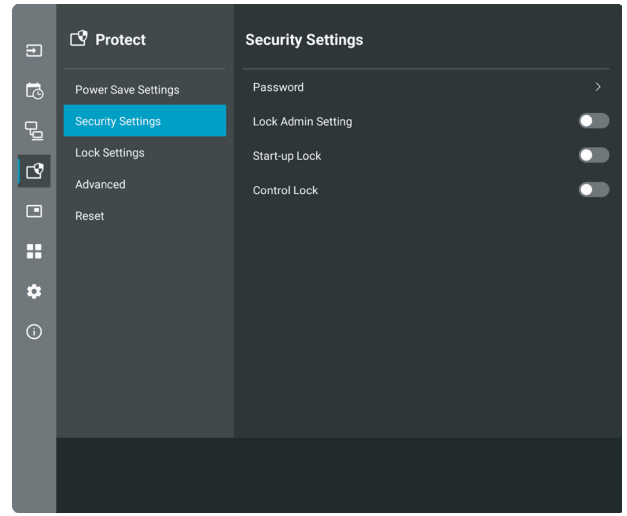 Protect
Security Settings
Power Save Settings
Security Settings
Lock Settings
Advanced
Reset
Password
Lock Admin Setting
Start-up Lock
Control Lock